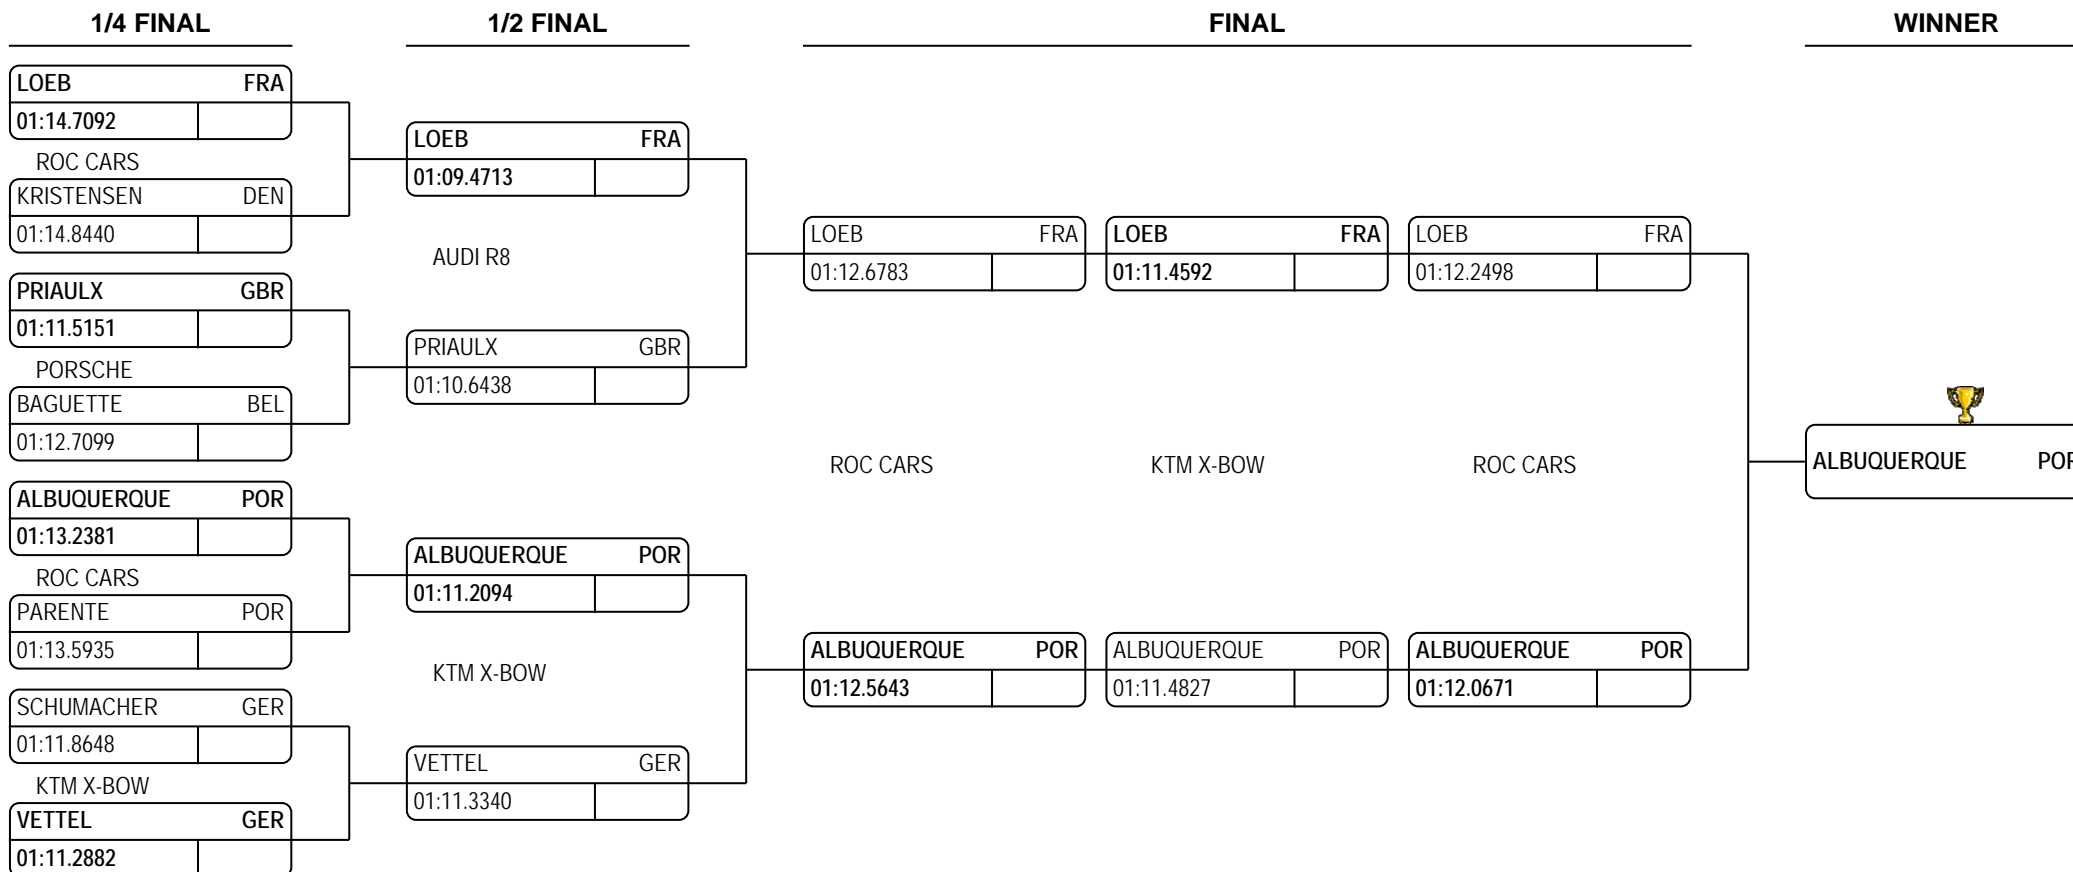 1/4 FINAL
1/2 FINAL
FINAL
WINNER
LOEB FRA
01:14.7092
ROC CARS
KRISTENSEN DEN
01:14.8440
PRIAULX GBR
01:11.5151
PORSCHE
BAGUETTE BEL
01:12.7099
ALBUQUERQUE POR
01:13.2381
ROC CARS
PARENTE POR
01:13.5935
SCHUMACHER GER
01:11.8648
KTM X-BOW
VETTEL GER
01:11.2882
LOEB FRA
01:09.4713
AUDI R8
PRIAULX GBR
01:10.6438
ALBUQUERQUE POR
01:11.2094
KTM X-BOW
VETTEL GER
01:11.3340
LOEB FRA
01:12.6783
ROC CARS
ALBUQUERQUE POR
01:12.5643
LOEB FRA
01:11.4592
KTM X-BOW
ALBUQUERQUE POR
01:11.4827
LOEB FRA
01:12.2498
ROC CARS
ALBUQUERQUE POR
01:12.0671
ALBUQUERQUE POR